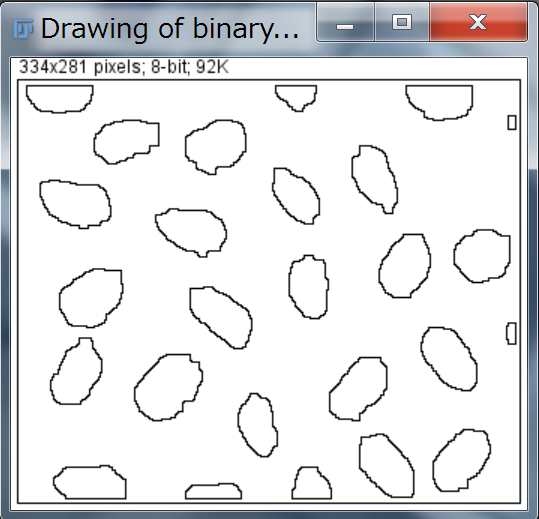 Drawing of binary...
334x281 pixels; 8-bit; 92K